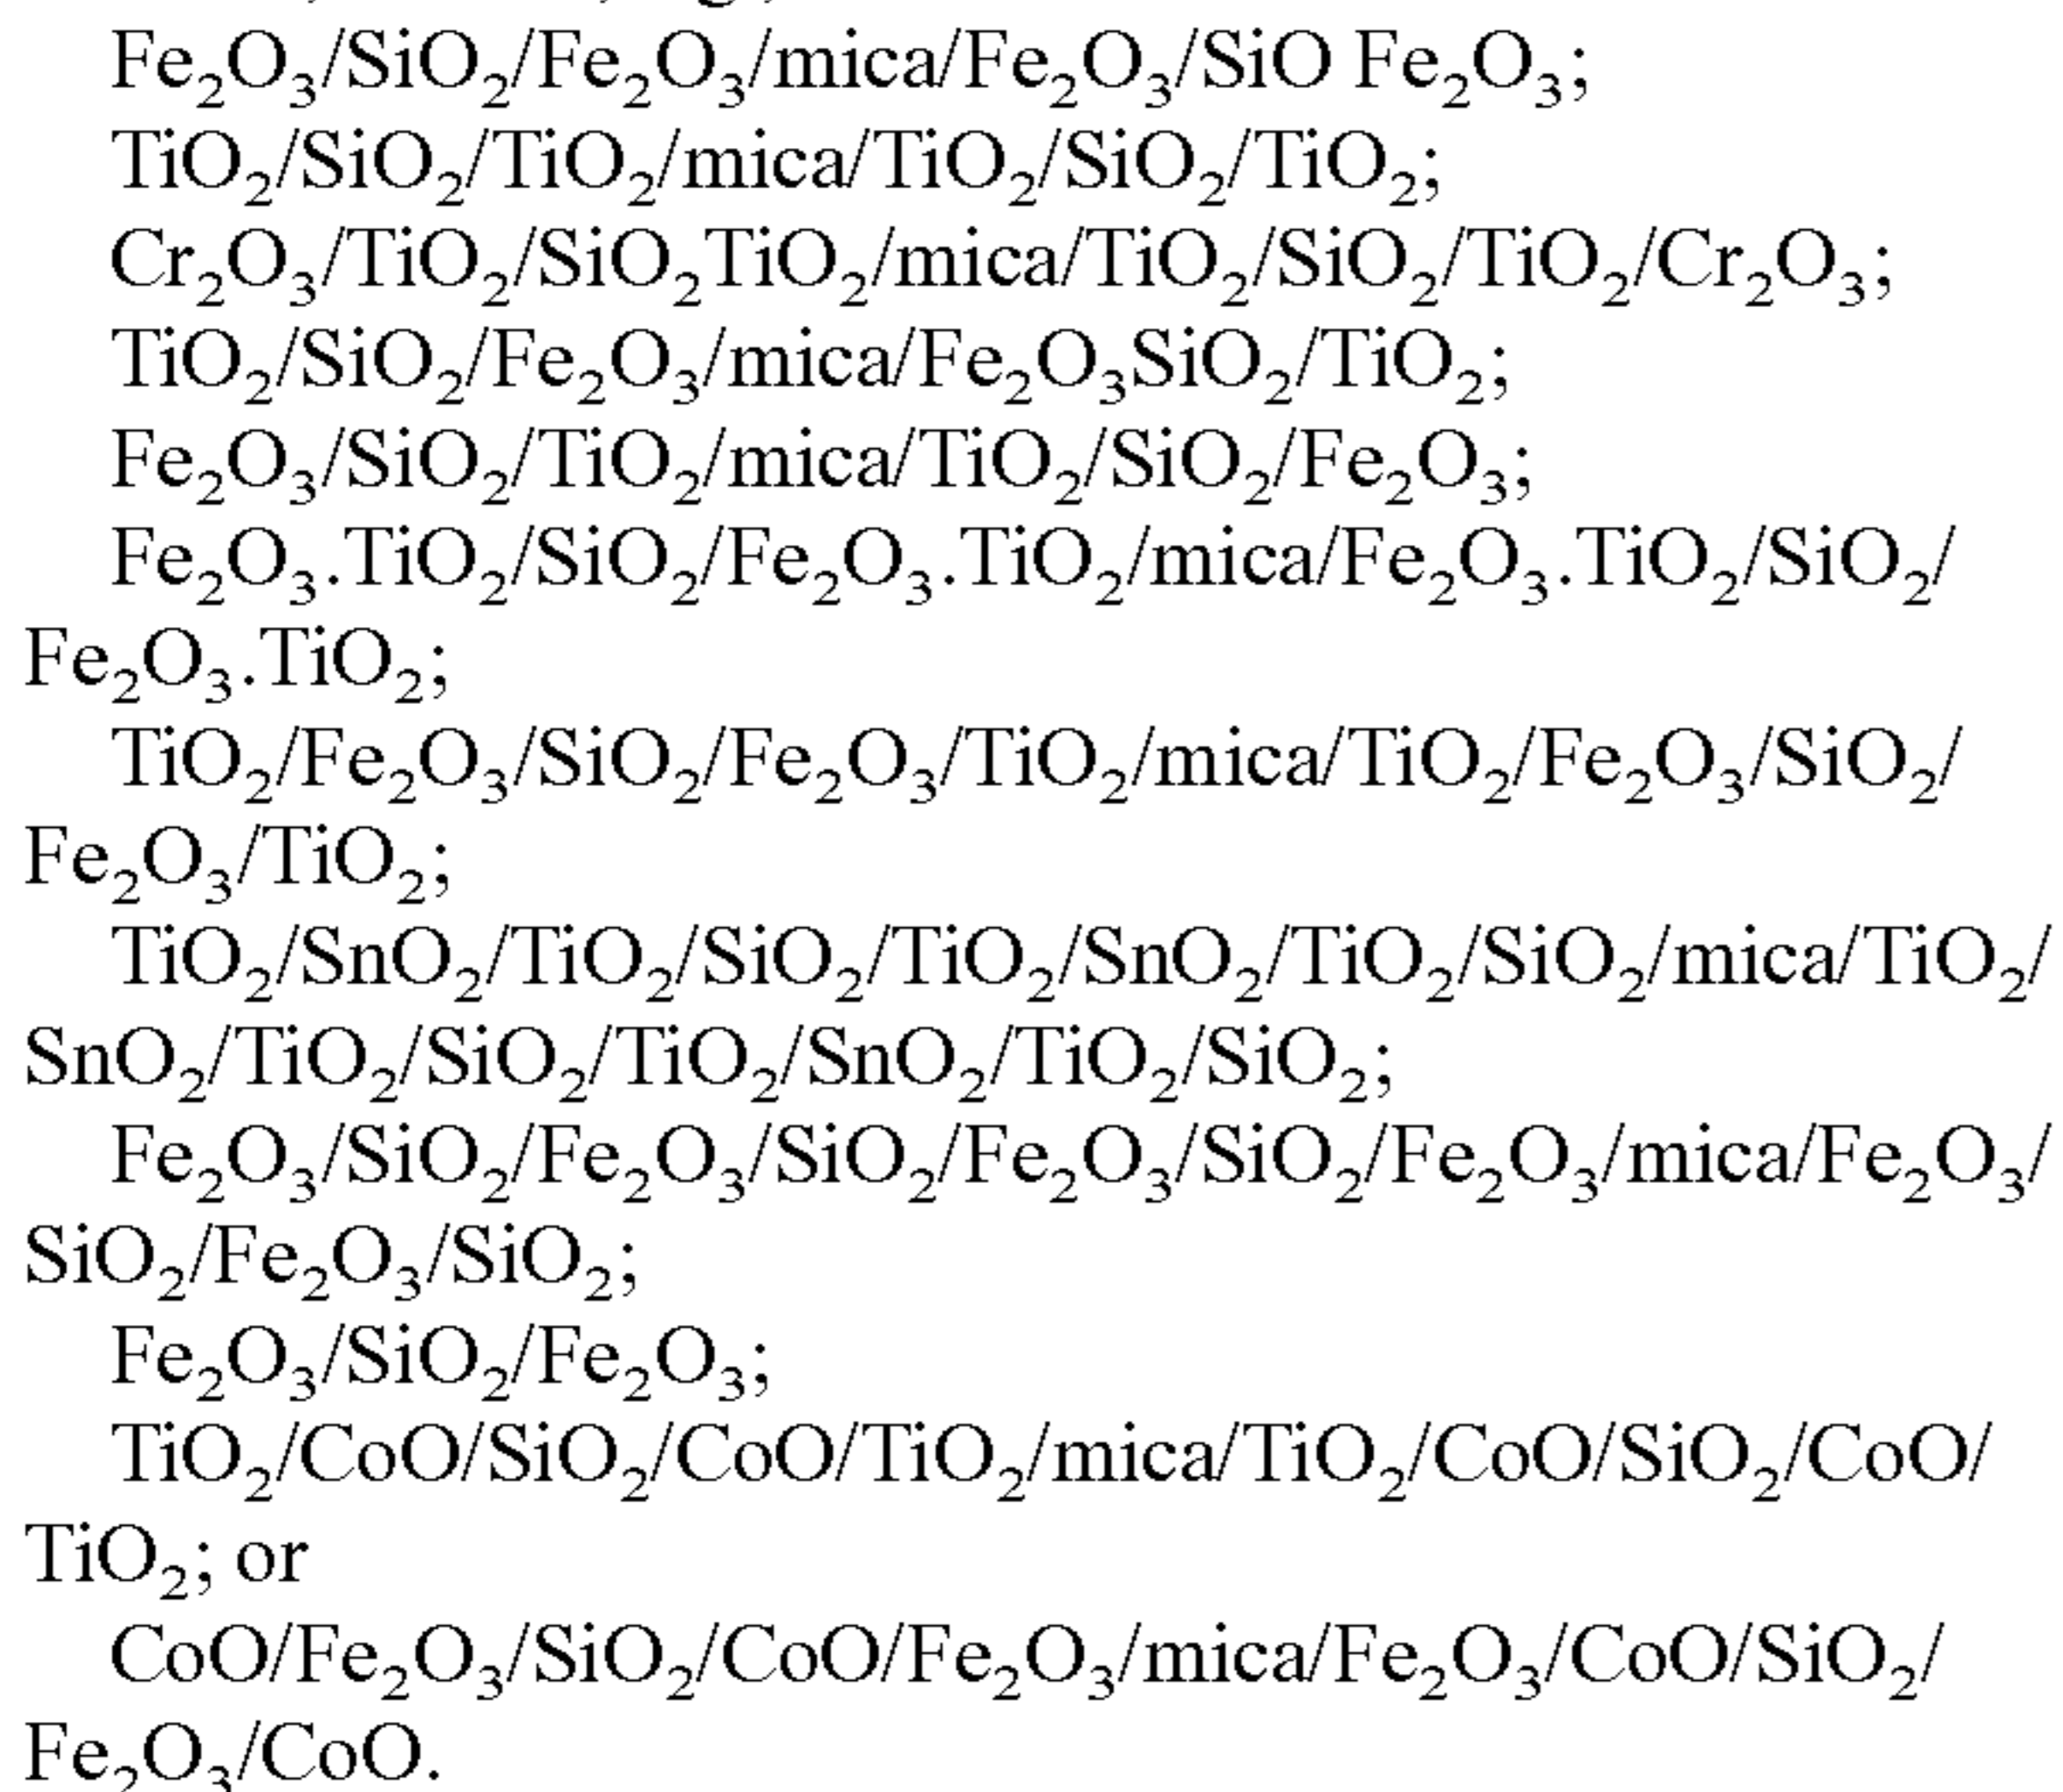 Fe₂O₃/SiO₂/Fe₂O₃/mica/Fe₂O₃/SiO Fe₂O₃;
TiO₂/SiO₂/TiO₂/mica/TiO₂/SiO₂/TiO₂;
Cr₂O₃/TiO₂/SiO₂TiO₂/mica/TiO₂/SiO₂/TiO₂/Cr₂O₃;
TiO₂/SiO₂/Fe₂O₃/mica/Fe₂O₃SiO₂/TiO₂;
Fe₂O₃/SiO₂/TiO₂/mica/TiO₂/SiO₂/Fe₂O₃;
Fe₂O₃.TiO₂/SiO₂/Fe₂O₃.TiO₂/mica/Fe₂O₃.TiO₂/SiO₂/
Fe₂O₃.TiO₂;
TiO₂/Fe₂O₃/SiO₂/Fe₂O₃/TiO₂/mica/TiO₂/Fe₂O₃/SiO₂/
Fe₂O₃/TiO₂;
TiO₂/SnO₂/TiO₂/SiO₂/TiO₂/SnO₂/TiO₂/SiO₂/mica/TiO₂/
SnO₂/TiO₂/SiO₂/TiO₂/SnO₂/TiO₂/SiO₂;
Fe₂O₃/SiO₂/Fe₂O₃/SiO₂/Fe₂O₃/SiO₂/Fe₂O₃/mica/Fe₂O₃/
SiO₂/Fe₂O₃/SiO₂;
Fe₂O₃/SiO₂/Fe₂O₃;
TiO₂/CoO/SiO₂/CoO/TiO₂/mica/TiO₂/CoO/SiO₂/CoO/
TiO₂; or
CoO/Fe₂O₃/SiO₂/CoO/Fe₂O₃/mica/Fe₂O₃/CoO/SiO₂/
Fe₂O₃/CoO.